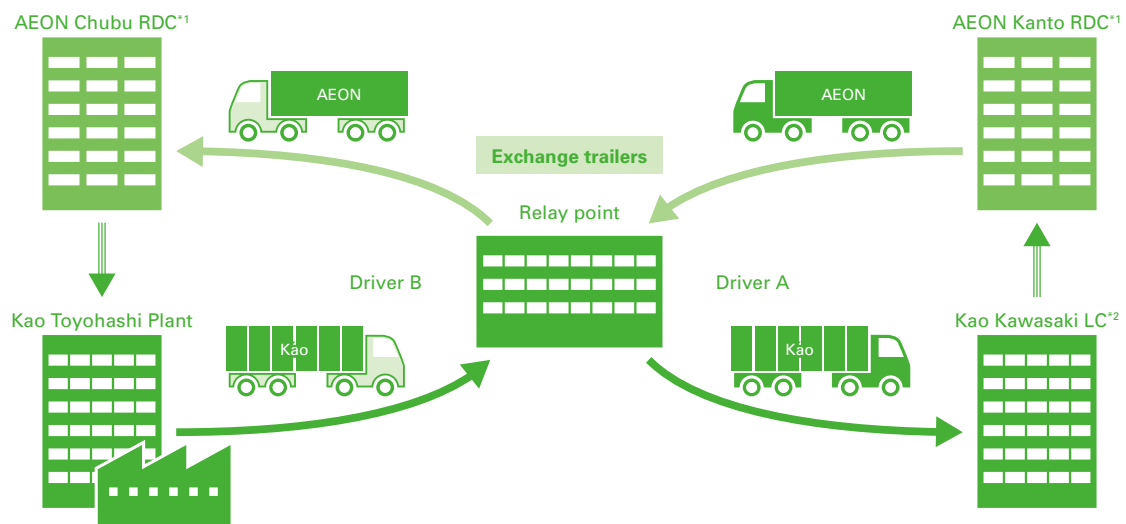 AEON Chubu RDC*1
AEON Kanto RDC*1
AEON
AEON
Exchange trailers
Relay point
Driver B
Driver A
Kao Toyohashi Plant
Kao Kawasaki LC*2
Kao
Kao